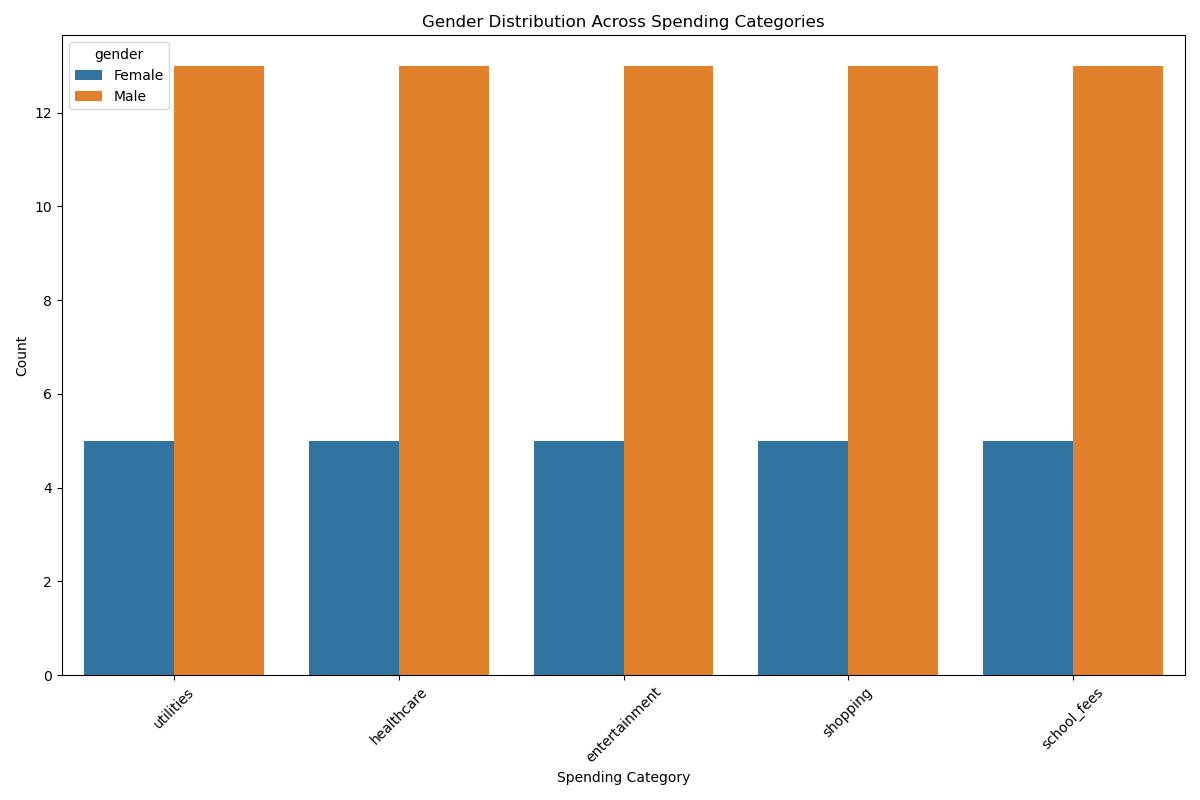 Gender Distribution Across Spending Categories
gender
Female
Male
12
10
8
6
4
2
0
Count
utilities
healthcare
entertainment
shopping
school_fees
Spending Category